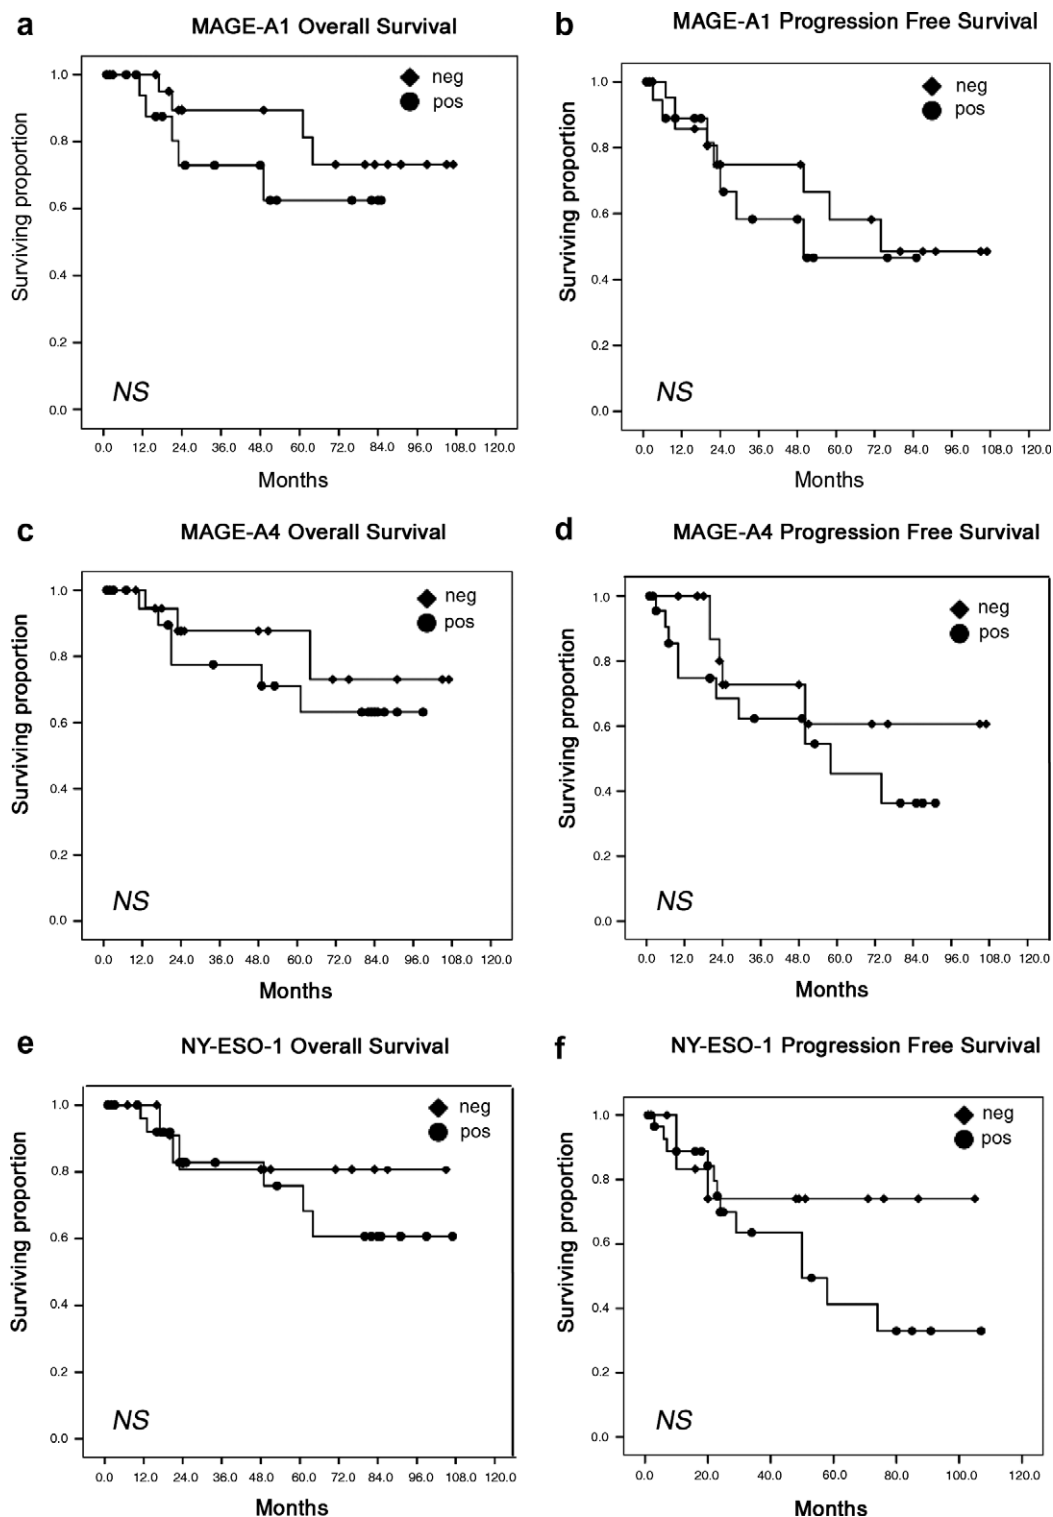 a
MAGE-A1 Overall Survival
neg
pos
Surviving proportion
1.0
0.8
0.6
0.4
0.2
0.0
NS
0.0 12.0 24.0 36.0 48.0 60.0 72.0 84.0 96.0 108.0 120.0
Months
b
MAGE-A1 Progression Free Survival
neg
pos
Surviving proportion
1.0
0.8
0.6
0.4
0.2
0.0
NS
0.0 12.0 24.0 36.0 48.0 60.0 72.0 84.0 96.0 108.0 120.0
Months
c
MAGE-A4 Overall Survival
neg
pos
Surviving proportion
1.0
0.8
0.6
0.4
0.2
0.0
NS
0.0 12.0 24.0 36.0 48.0 60.0 72.0 84.0 96.0 108.0 120.0
Months
d
MAGE-A4 Progression Free Survival
neg
pos
Surviving proportion
1.0
0.8
0.6
0.4
0.2
0.0
NS
0.0 12.0 24.0 36.0 48.0 60.0 72.0 84.0 96.0 108.0 120.0
Months
e
NY-ESO-1 Overall Survival
neg
pos
Surviving proportion
1.0
0.8
0.6
0.4
0.2
0.0
NS
0.0 12.0 24.0 36.0 48.0 60.0 72.0 84.0 96.0 108.0 120.0
Months
f
NY-ESO-1 Progression Free Survival
neg
pos
Surviving proportion
1.0
0.8
0.6
0.4
0.2
0.0
NS
0.0 20.0 40.0 60.0 80.0 100.0 120.0
Months